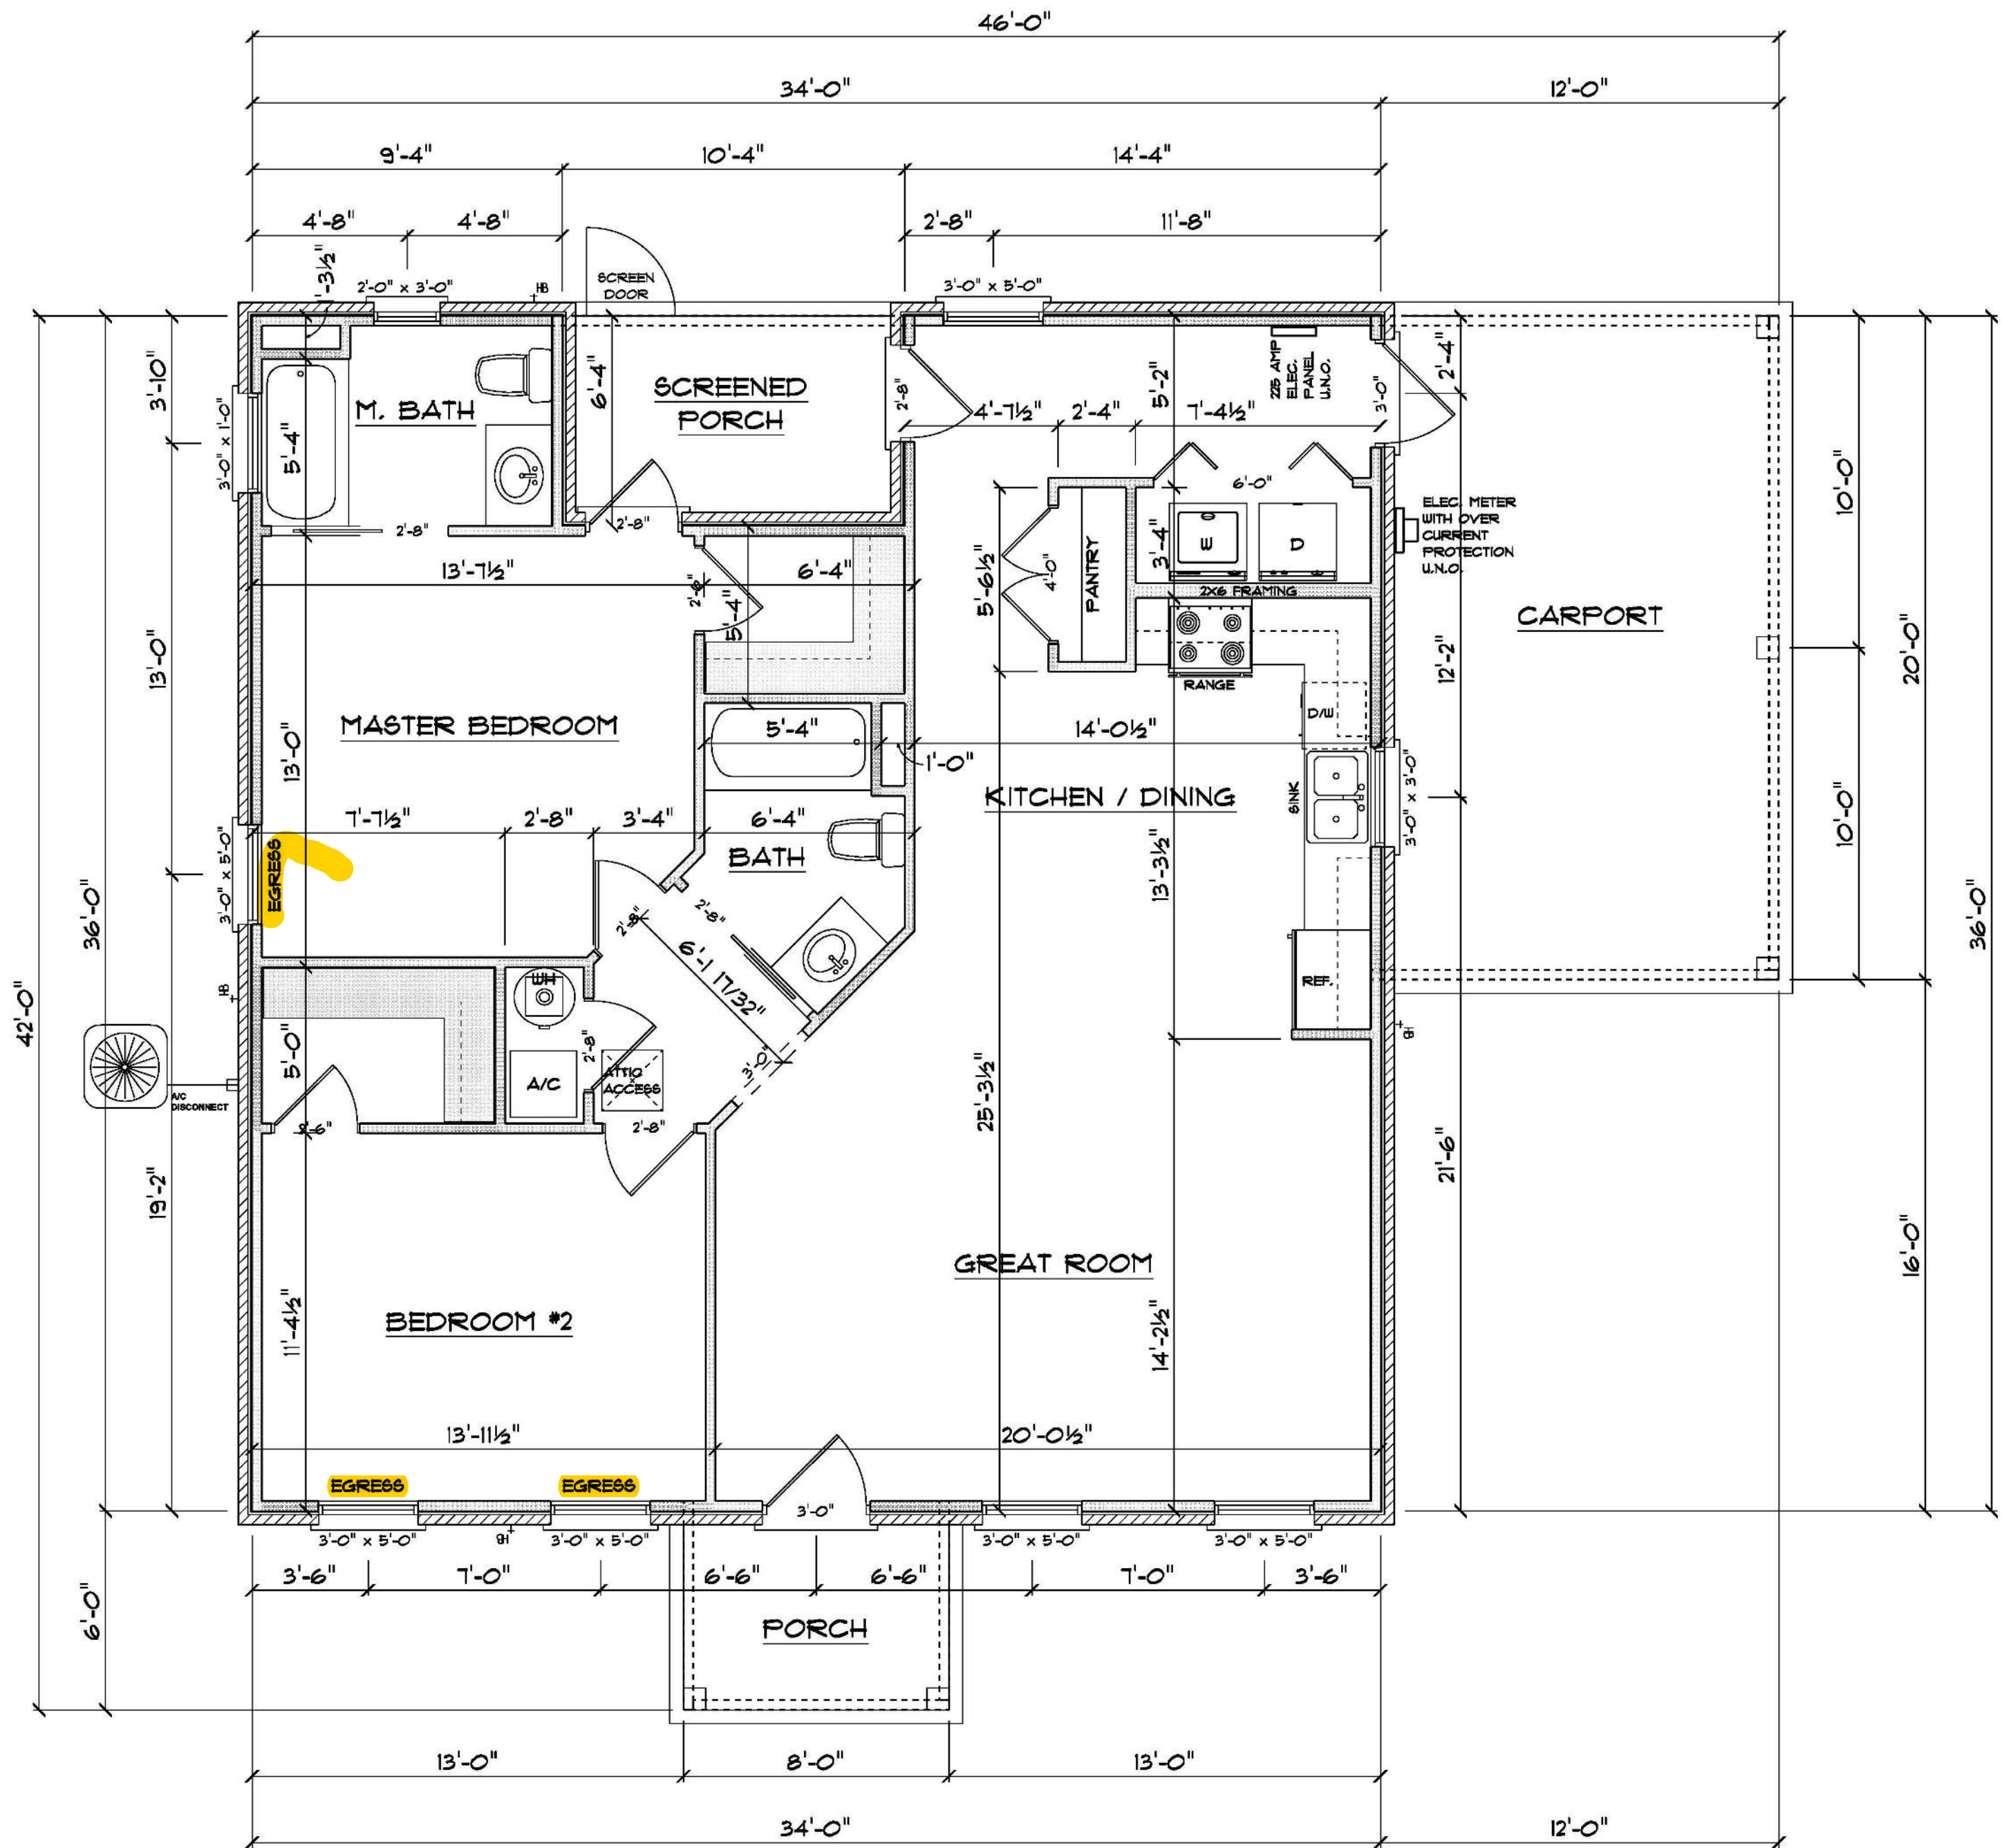 46'-0"
34'-0"
12'-0"
9'-4"
10'-4"
14'-4"
4'-8"
4'-8"
2'-8"
11'-8"
1'-3½"
2'-0" x 3'-0"
HB
SCREEN
DOOR
3'-0" x 5'-0"
3'-10"
3'-0" x 1'-0"
5'-4"
M. BATH
6'-4"
SCREENED
PORCH
2'-8"
4'-7½"
2'-4"
5'-2"
7'-4½"
225 AMP
ELEC.
PANEL
U.N.O.
3'-0"
2'-4"
2'-8"
2'-8"
6'-0"
ELEC. METER
WITH OVER
CURRENT
PROTECTION
U.N.O.
10'-0"
13'-7½"
2'-8"
6'-4"
5'-4"
5'-6½"
4'-0"
PANTRY
3'-4"
W
D
2X6 FRAMING
CARPORT
20'-0"
13'-0"
RANGE
12'-2"
MASTER BEDROOM
13'-0"
5'-4"
1'-0"
14'-0½"
D/W
KITCHEN / DINING
SINK
3'-0" x 3'-0"
10'-0"
7'-7½"
2'-8"
3'-4"
6'-4"
BATH
3'-0" x 5'-0"
EGRESS
13'-3½"
36'-0"
36'-0"
2'-8"
2'-8"
6'-1 17/32"
42'-0"
HB
WH
REF.
HB
5'-0"
A/C
2'-8"
ATTIC
ACCESS
3'-0"
A/C
DISCONNECT
2'-6"
2'-8"
25'-3½"
19'-2"
21'-6"
16'-0"
11'-4½"
BEDROOM #2
GREAT ROOM
14'-2½"
13'-11½"
20'-0½"
EGRESS
EGRESS
3'-0"
3'-0" x 5'-0"
HB
3'-0" x 5'-0"
3'-0" x 5'-0"
3'-0" x 5'-0"
3'-6"
7'-0"
6'-6"
6'-6"
7'-0"
3'-6"
6'-0"
PORCH
13'-0"
8'-0"
13'-0"
34'-0"
12'-0"